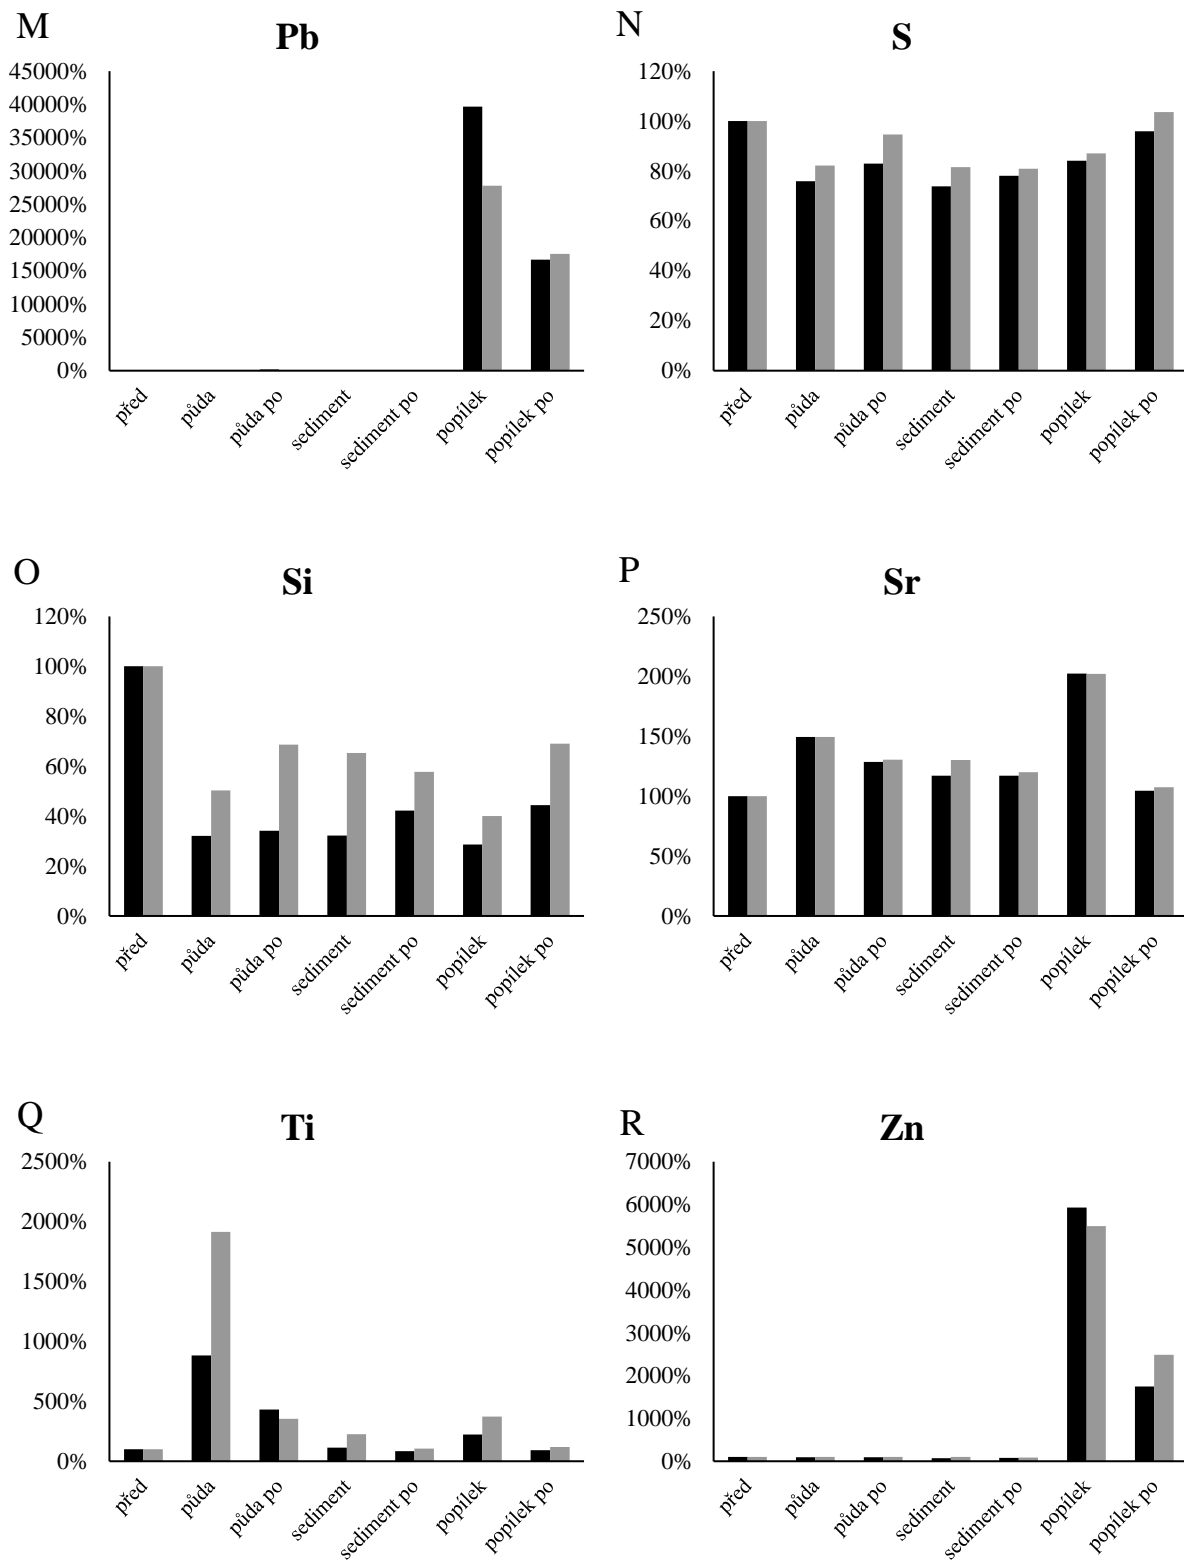 M
Pb
45000%
40000%
35000%
30000%
25000%
20000%
15000%
10000%
5000%
0%
před
půda
půda po
sediment
sediment po
popílek
popílek po
N
S
120%
100%
80%
60%
40%
20%
0%
před
půda
půda po
sediment
sediment po
popílek
popílek po
O
Si
120%
100%
80%
60%
40%
20%
0%
před
půda
půda po
sediment
sediment po
popílek
popílek po
P
Sr
250%
200%
150%
100%
50%
0%
před
půda
půda po
sediment
sediment po
popílek
popílek po
Q
Ti
2500%
2000%
1500%
1000%
500%
0%
před
půda
půda po
sediment
sediment po
popílek
popílek po
R
Zn
7000%
6000%
5000%
4000%
3000%
2000%
1000%
0%
před
půda
půda po
sediment
sediment po
popílek
popílek po